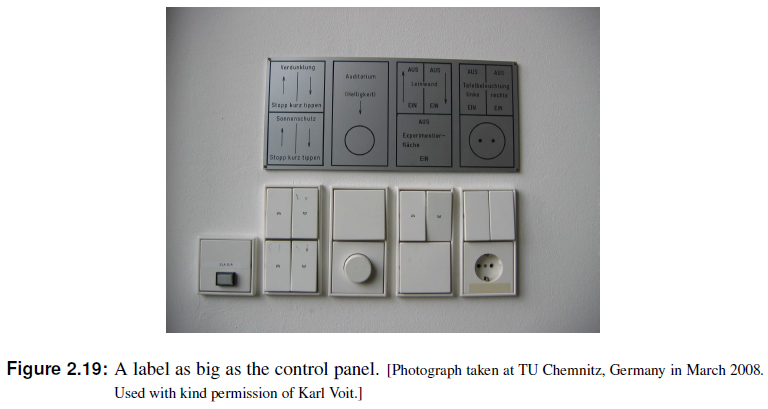 Verdunklung
Stopp kurz tippen
Sonnenschutz
Stopp kurz tippen
Auditorium
(Helligkeit)
AUS AUS
Leinwand
EIN EIN
AUS
Experimentier-
fläche
EIN
AUS AUS
Tafelbeleuchtung
links rechts
EIN EIN
Figure 2.19: A label as big as the control panel. [Photograph taken at TU Chemnitz, Germany in March 2008.
Used with kind permission of Karl Voit.]